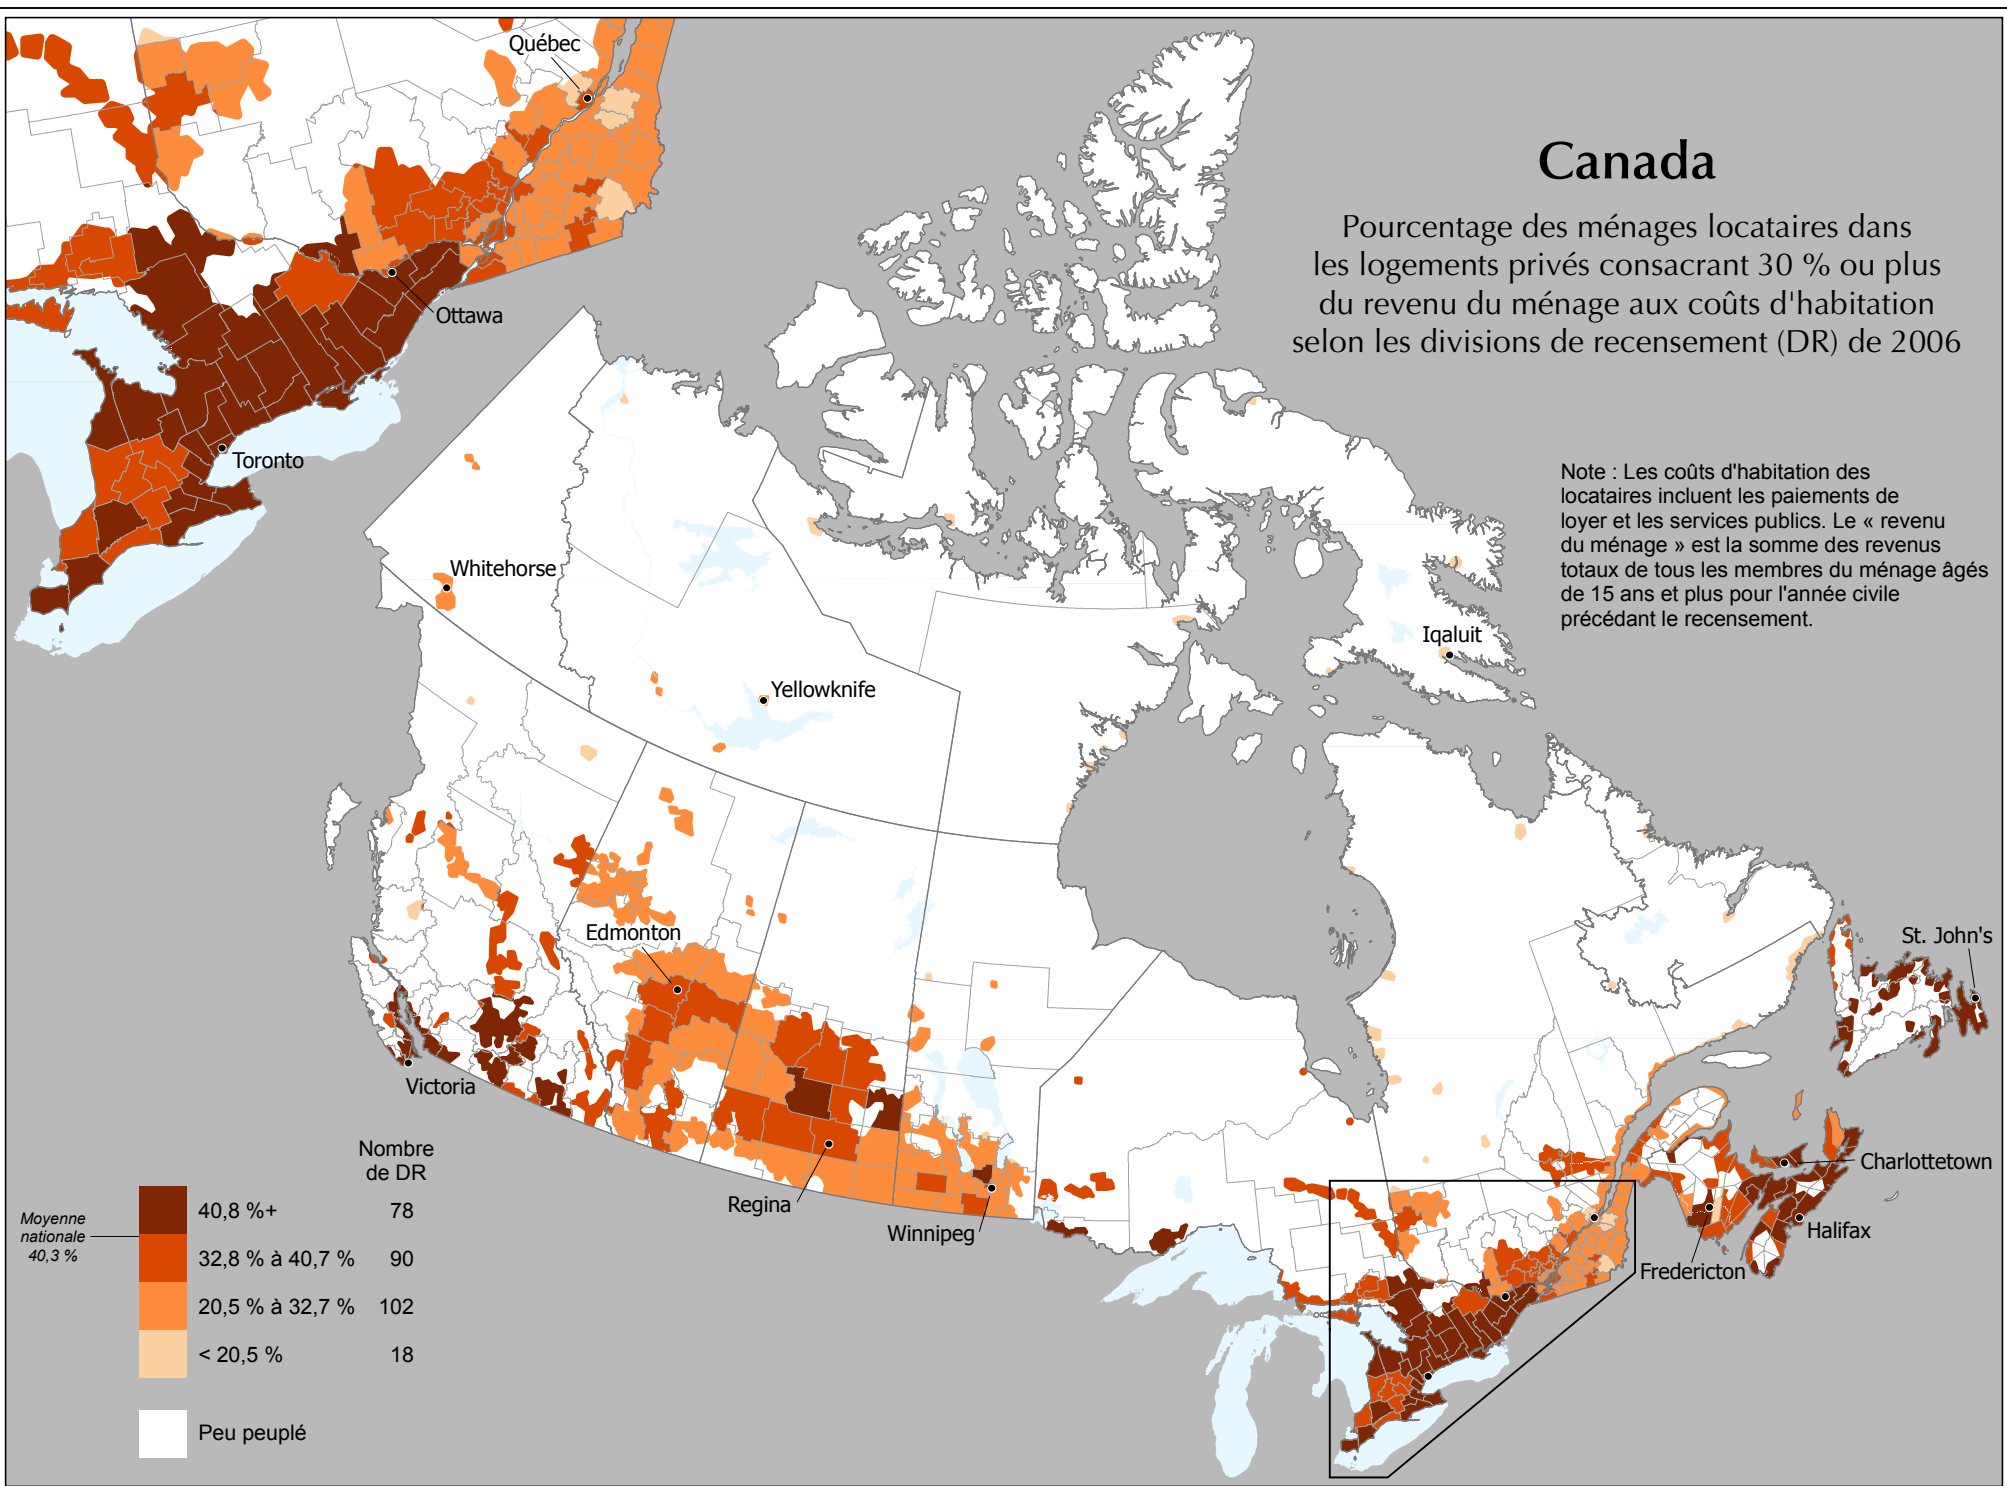 Canada
Pourcentage des ménages locataires dans
les logements privés consacrant 30 % ou plus
du revenu du ménage aux coûts d'habitation
selon les divisions de recensement (DR) de 2006
Note : Les coûts d'habitation des
locataires incluent les paiements de
loyer et les services publics. Le « revenu
du ménage » est la somme des revenus
totaux de tous les membres du ménage âgés
de 15 ans et plus pour l'année civile
précédant le recensement.
Québec
Ottawa
Toronto
Whitehorse
Yellowknife
Iqaluit
Edmonton
Victoria
Regina
Winnipeg
St. John's
Charlottetown
Halifax
Fredericton
Nombre
de DR
Moyenne
nationale
40,3 %
40,8 %+ 78
32,8 % à 40,7 % 90
20,5 % à 32,7 % 102
< 20,5 % 18
Peu peuplé